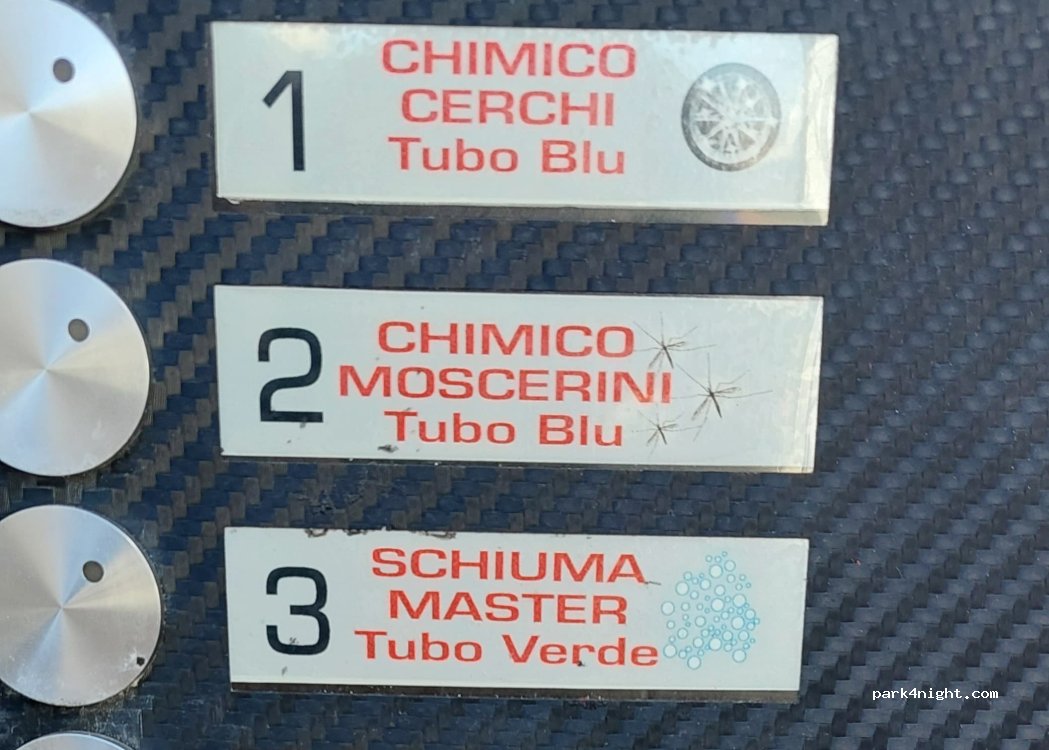 1
CHIMICO
CERCHI
Tubo Blu
2
CHIMICO
MOSCERINI
Tubo Blu
3
SCHIUMA
MASTER
Tubo Verde
park4night.com